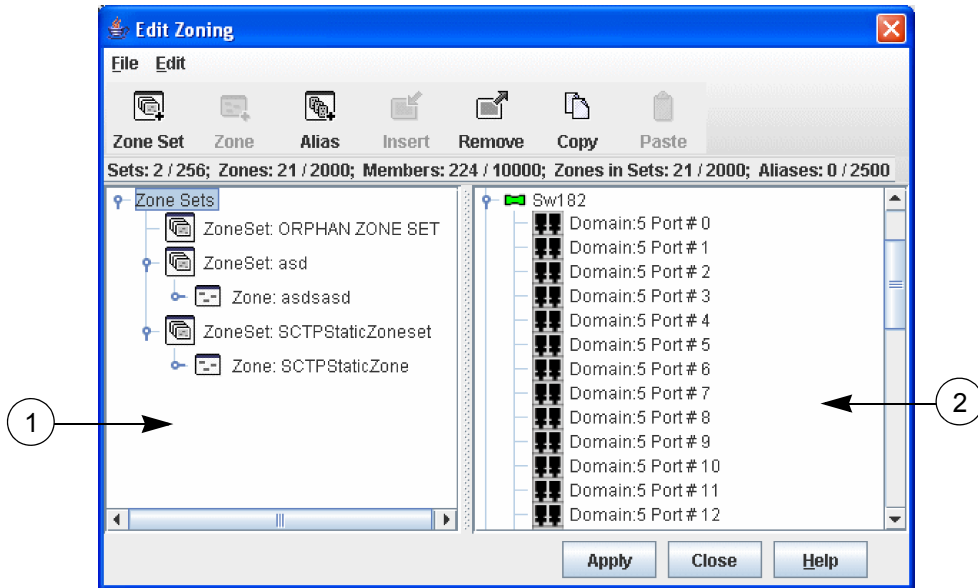 Edit Zoning
File Edit
Zone Set Zone Alias Insert Remove Copy Paste
Sets: 2 / 256; Zones: 21 / 2000; Members: 224 / 10000; Zones in Sets: 21 / 2000; Aliases: 0 / 2500
Zone Sets
ZoneSet: ORPHAN ZONE SET
ZoneSet: asd
Zone: asdsasd
ZoneSet: SCTPStaticZoneset
Zone: SCTPStaticZone
1
Sw182
Domain:5 Port # 0
Domain:5 Port # 1
Domain:5 Port # 2
Domain:5 Port # 3
Domain:5 Port # 4
Domain:5 Port # 5
Domain:5 Port # 6
Domain:5 Port # 7
Domain:5 Port # 8
Domain:5 Port # 9
Domain:5 Port # 10
Domain:5 Port # 11
Domain:5 Port # 12
2
Apply Close Help